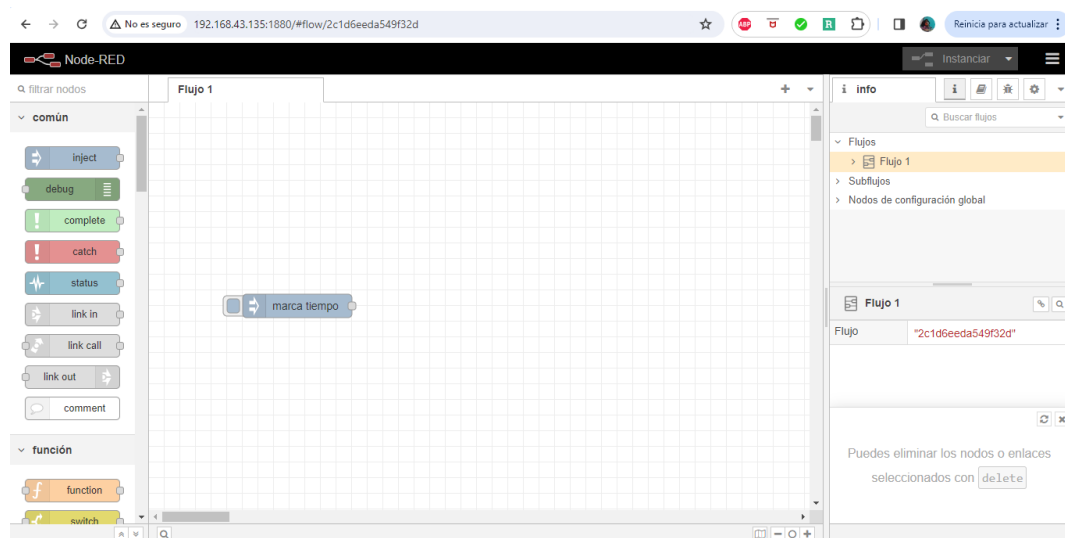 No es seguro 192.168.43.135:1880/#flow/2c1d6eeda549f32d
ABP
R
Reinicia para actualizar
Node-RED
Instanciar
filtrar nodos
Flujo 1
i info
i
Buscar flujos
común
inject
debug
complete
catch
status
link in
link call
link out
comment
función
function
switch
marca tiempo
Flujos
Flujo 1
Subflujos
Nodos de configuración global
Flujo 1
Flujo "2c1d6eeda549f32d"
Puedes eliminar los nodos o enlaces
seleccionados con delete